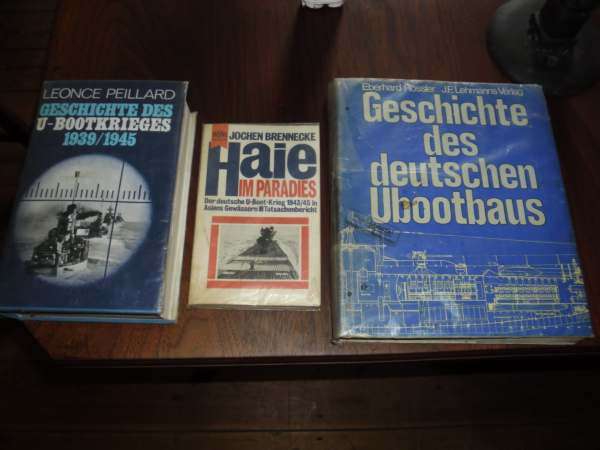 LEONCE PEILLARD
GESCHICHTE DES
U-BOOTKRIEGES
1939/1945
JOCHEN BRENNECKE
Haie
IM PARADIES
Der deutsche U-Boot-Krieg 1943/45 in
Asiens Gewässern Tatsachenbericht
Eberhard Rössler J.F. Lehmanns Verlag
Geschichte
des
deutschen
Ubootbaus